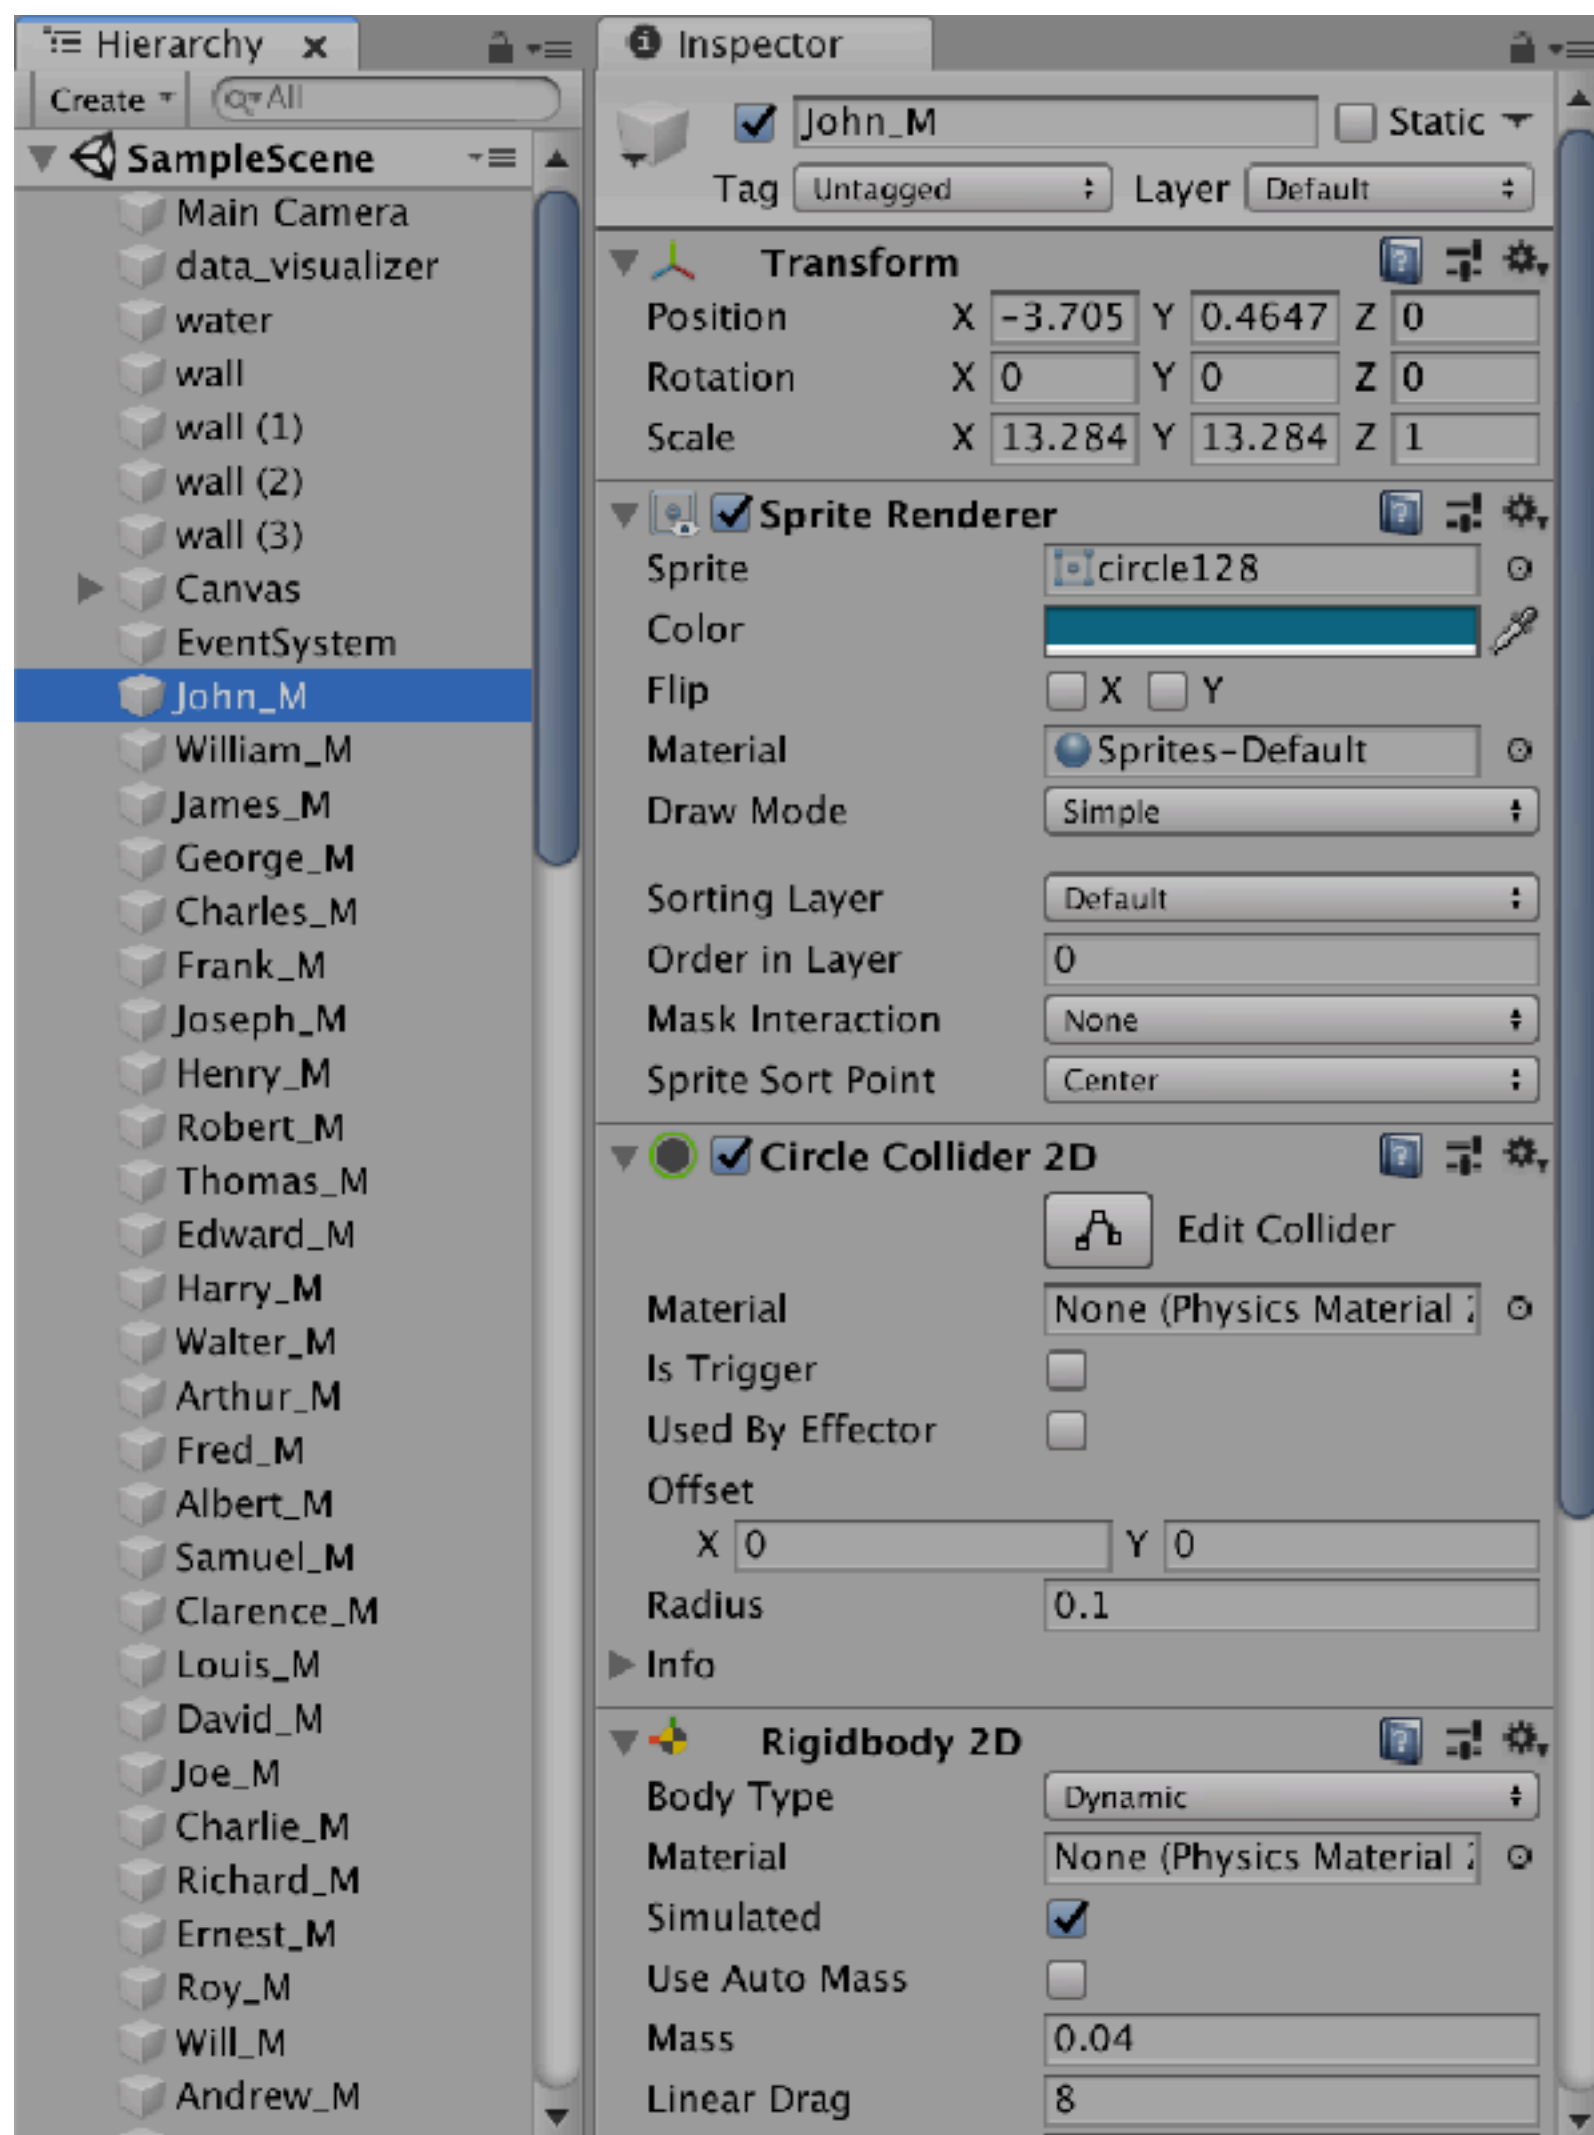 Hierarchy
Create All
SampleScene
Main Camera
data_visualizer
water
wall
wall (1)
wall (2)
wall (3)
Canvas
EventSystem
John_M
William_M
James_M
George_M
Charles_M
Frank_M
Joseph_M
Henry_M
Robert_M
Thomas_M
Edward_M
Harry_M
Walter_M
Arthur_M
Fred_M
Albert_M
Samuel_M
Clarence_M
Louis_M
David_M
Joe_M
Charlie_M
Richard_M
Ernest_M
Roy_M
Will_M
Andrew_M
Inspector
John_M Static
Tag Untagged Layer Default
Transform
Position X -3.705 Y 0.4647 Z 0
Rotation X 0 Y 0 Z 0
Scale X 13.284 Y 13.284 Z 1
Sprite Renderer
Sprite circle128
Color
Flip X Y
Material Sprites-Default
Draw Mode Simple
Sorting Layer Default
Order in Layer 0
Mask Interaction None
Sprite Sort Point Center
Circle Collider 2D
Edit Collider
Material None (Physics Material
Is Trigger
Used By Effector
Offset
X 0 Y 0
Radius 0.1
Info
Rigidbody 2D
Body Type Dynamic
Material None (Physics Material
Simulated
Use Auto Mass
Mass 0.04
Linear Drag 8